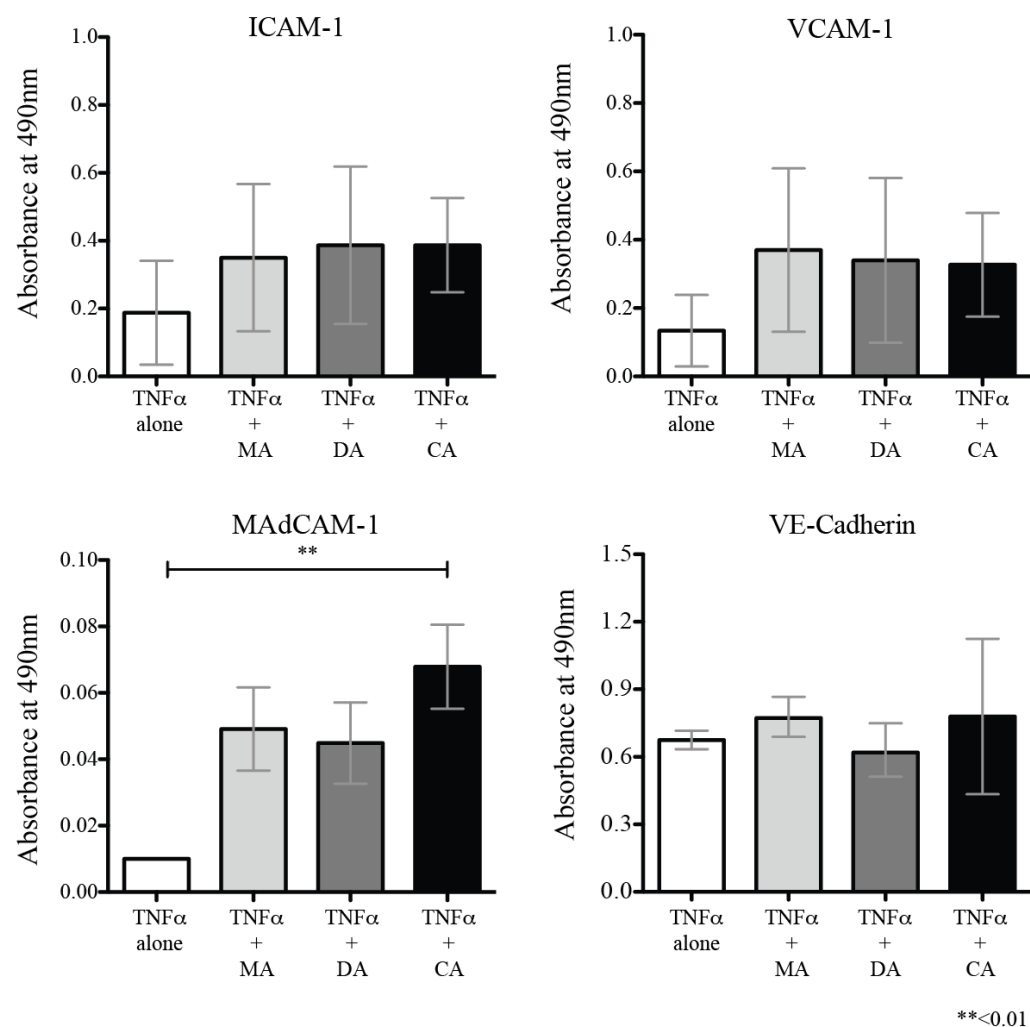 ICAM-1
Absorbance at 490nm
1.0
0.8
0.6
0.4
0.2
0.0
TNFα TNFα TNFα TNFα
alone + + +
MA DA CA
VCAM-1
Absorbance at 490nm
1.0
0.8
0.6
0.4
0.2
0.0
TNFα TNFα TNFα TNFα
alone + + +
MA DA CA
MAdCAM-1
**
Absorbance at 490nm
0.10
0.08
0.06
0.04
0.02
0.00
TNFα TNFα TNFα TNFα
alone + + +
MA DA CA
VE-Cadherin
Absorbance at 490nm
1.5
1.2
0.9
0.6
0.3
0.0
TNFα TNFα TNFα TNFα
alone + + +
MA DA CA
**<0.01